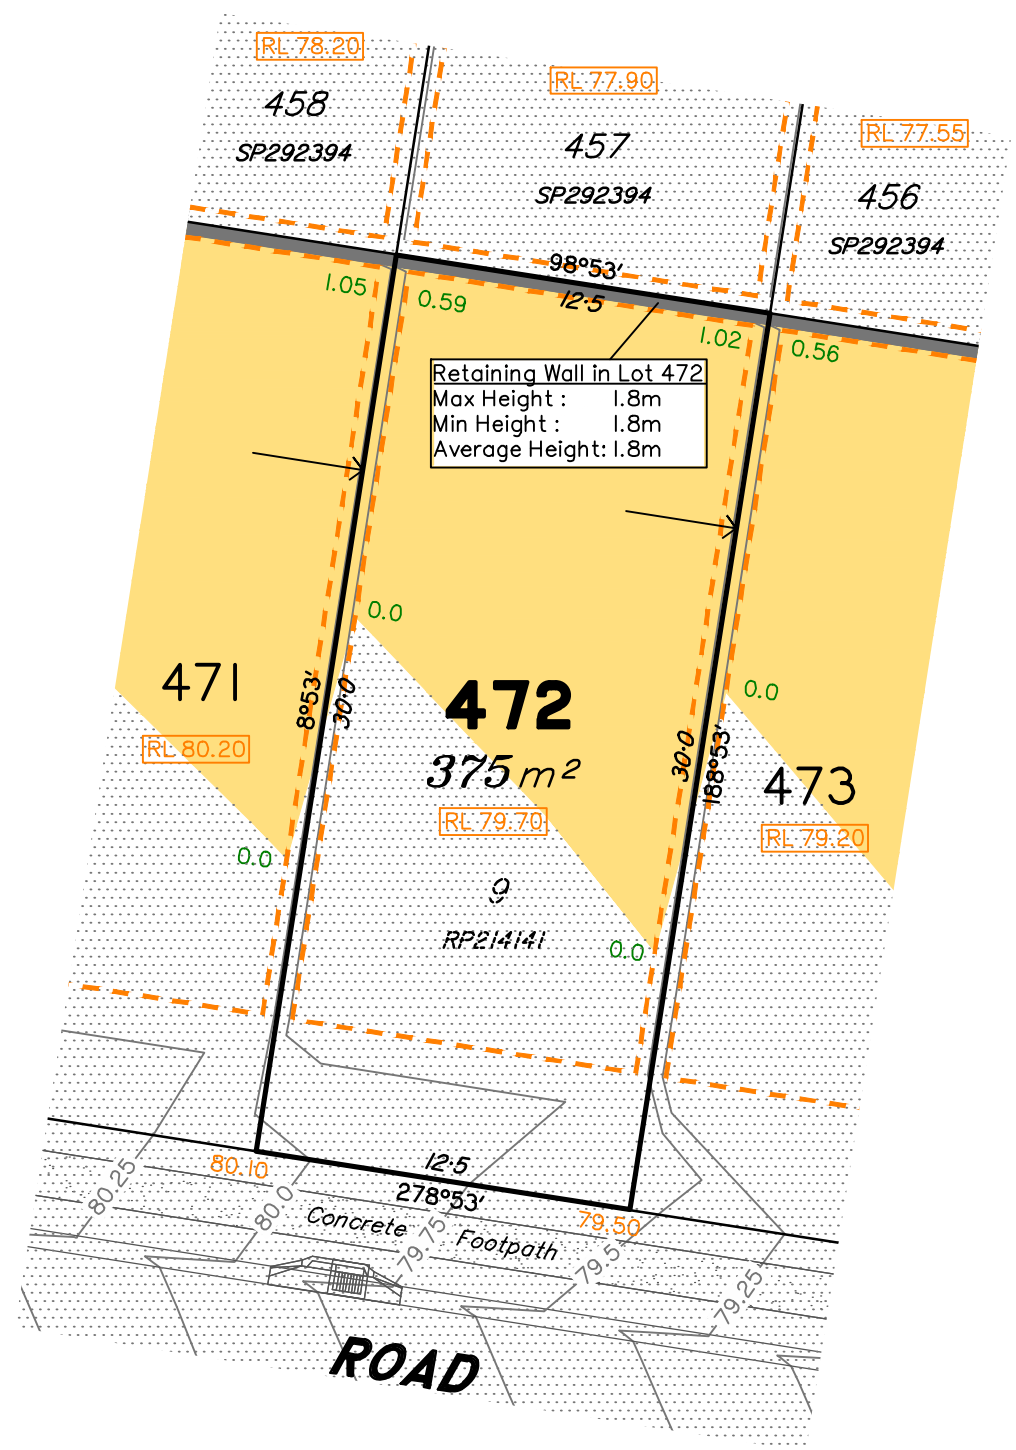 RL 78.20
458
SP292394
RL 77.90
457
SP292394
RL 77.55
456
SP292394
98°53'
12·5
1.05
0.59
1.02
0.56
Retaining Wall in Lot 472
Max Height : 1.8m
Min Height : 1.8m
Average Height: 1.8m
0.0
0.0
471
RL 80.20
8°53'
30·0
472
375 m²
RL 79.70
30·0
188°53'
473
RL 79.20
0.0
9
RP214141
0.0
80.10
12·5
278°53'
79.50
80.25
80.0
79.75
79.5
79.25
Concrete Footpath
ROAD